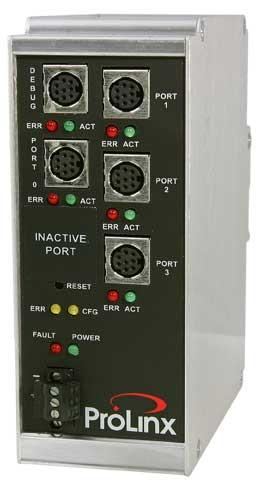 DEBUG
PORT 1
ERR ACT
ERR ACT
PORT 0
PORT 2
ERR ACT
ERR ACT
INACTIVE
PORT
PORT 3
RESET
ERR ACT
ERR CFG
FAULT POWER
ProLinx